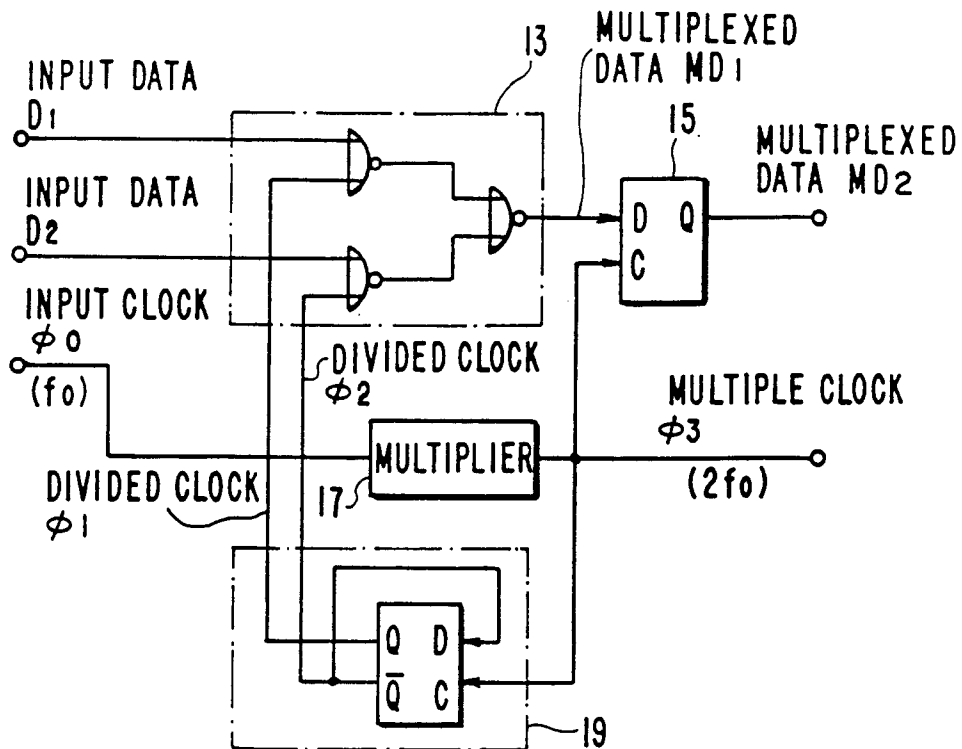 13
MULTIPLEXED
DATA MD1
INPUT DATA
D1
15
MULTIPLEXED
DATA MD2
INPUT DATA
D2
D Q
C
INPUT CLOCK
ϕ0
(fo)
DIVIDED CLOCK
ϕ2
MULTIPLE CLOCK
ϕ3
(2fo)
MULTIPLIER
17
DIVIDED CLOCK
ϕ1
Q D
Q̅ C
19